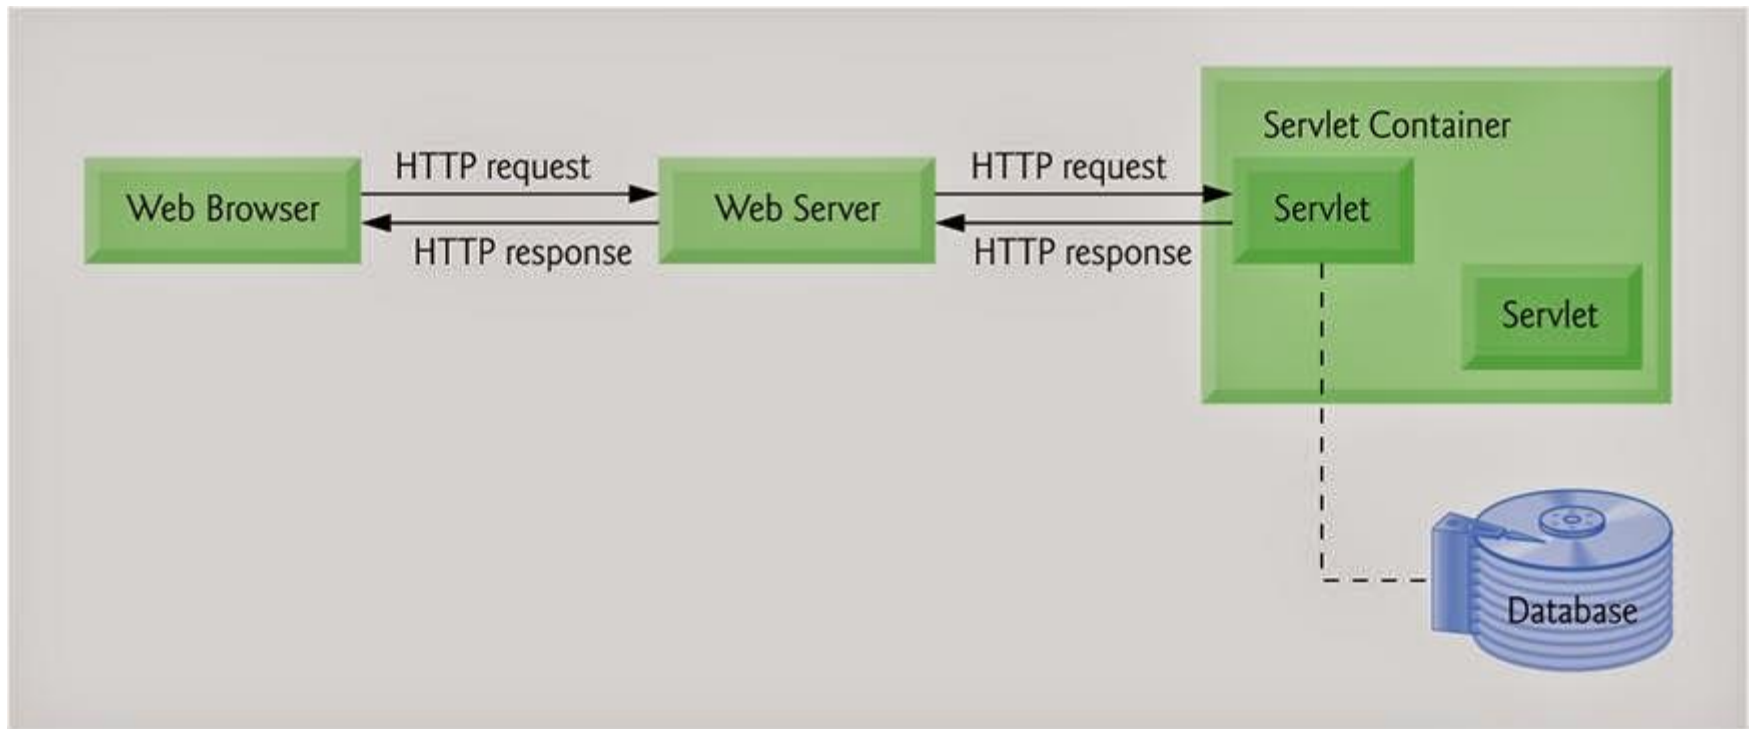 Servlet Container
HTTP request
HTTP request
Web Browser
Web Server
Servlet
HTTP response
HTTP response
Servlet
Database